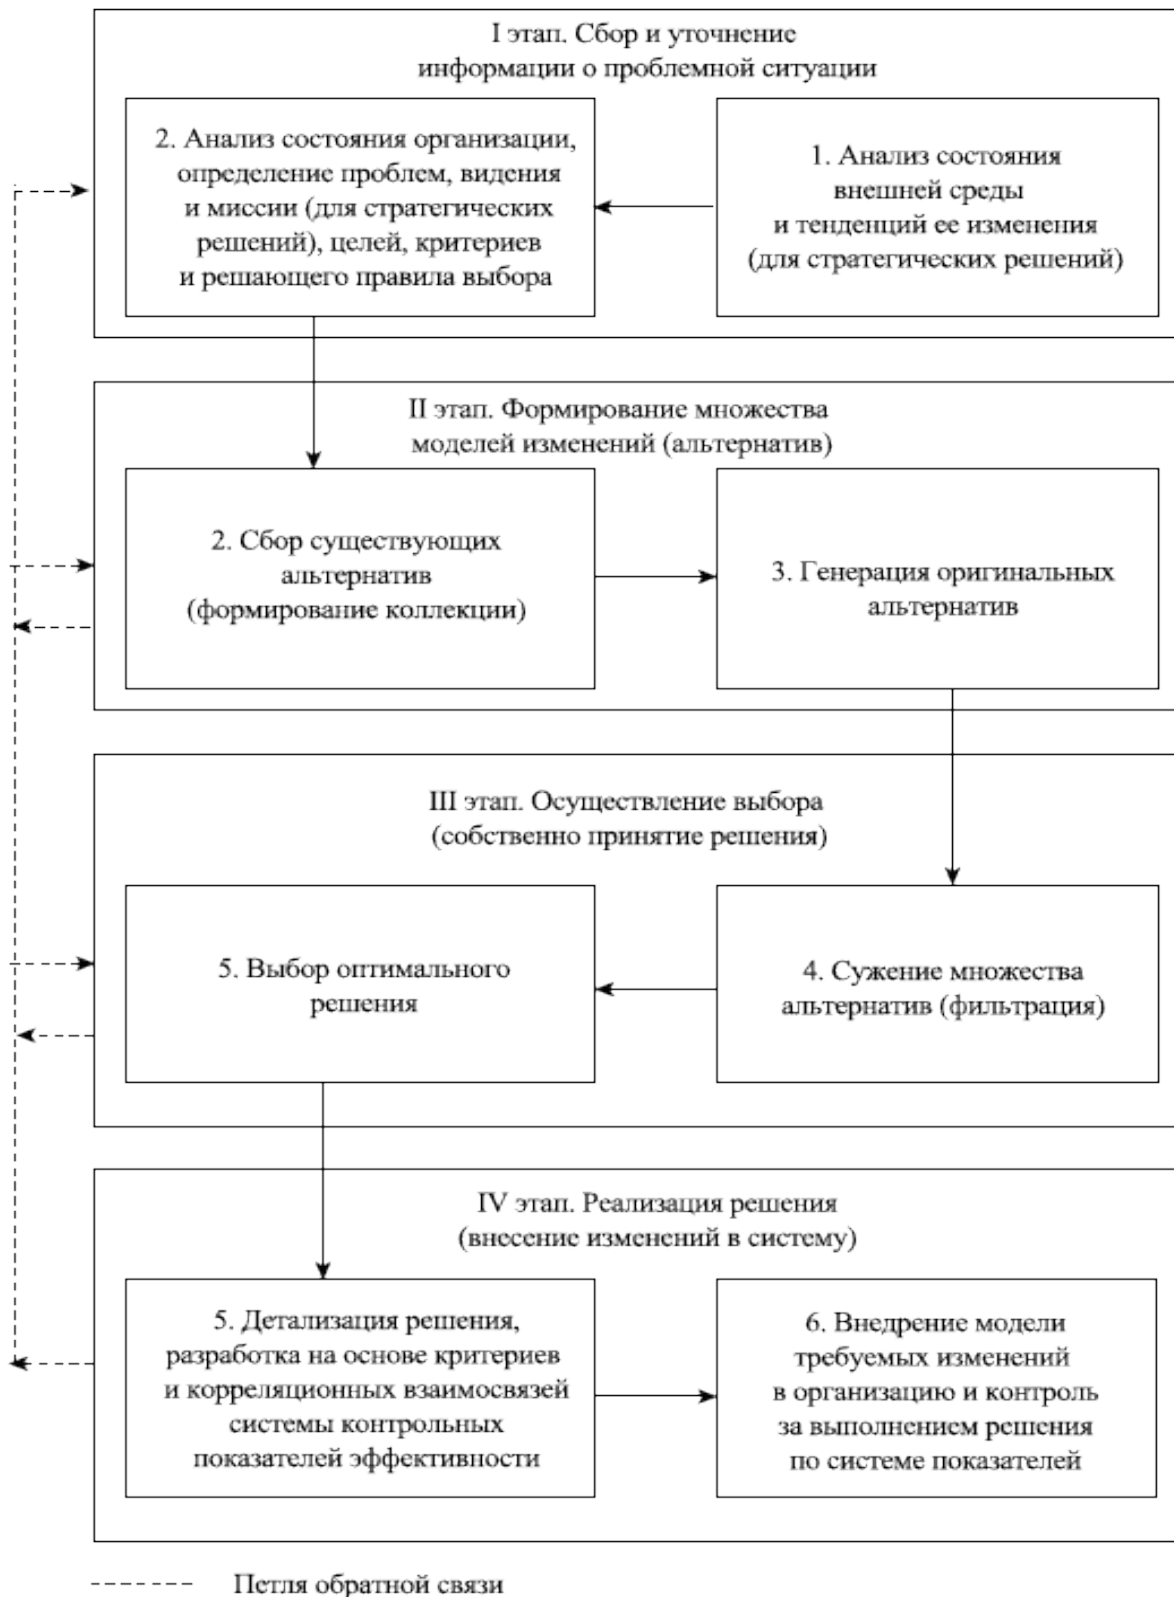 I этап. Сбор и уточнение
информации о проблемной ситуации
2. Анализ состояния организации,
определение проблем, видения
и миссии (для стратегических
решений), целей, критериев
и решающего правила выбора
1. Анализ состояния
внешней среды
и тенденций ее изменения
(для стратегических решений)
II этап. Формирование множества
моделей изменений (альтернатив)
2. Сбор существующих
альтернатив
(формирование коллекции)
3. Генерация оригинальных
альтернатив
III этап. Осуществление выбора
(собственно принятие решения)
5. Выбор оптимального
решения
4. Сужение множества
альтернатив (фильтрация)
IV этап. Реализация решения
(внесение изменений в систему)
5. Детализация решения,
разработка на основе критериев
и корреляционных взаимосвязей
системы контрольных
показателей эффективности
6. Внедрение модели
требуемых изменений
в организацию и контроль
за выполнением решения
по системе показателей
Петля обратной связи